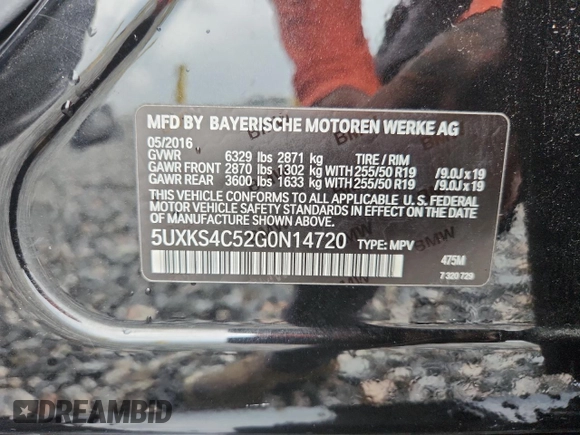 MFD BY BAYERISCHE MOTOREN WERKE AG
05/2016
GVWR 6329 lbs 2871 kg TIRE / RIM
GAWR FRONT 2870 lbs 1302 kg WITH 255/50 R19 /9.0J x 19
GAWR REAR 3600 lbs 1633 kg WITH 255/50 R19 /9.0J x 19
THIS VEHICLE CONFORMS TO ALL APPLICABLE U. S. FEDERAL
MOTOR VEHICLE SAFETY STANDARDS IN EFFECT ON THE DATE
OF MANUFACTURE SHOWN ABOVE.
5UXKS4C52G0N14720 TYPE: MPV
475M
7 320 729
DREAMBID